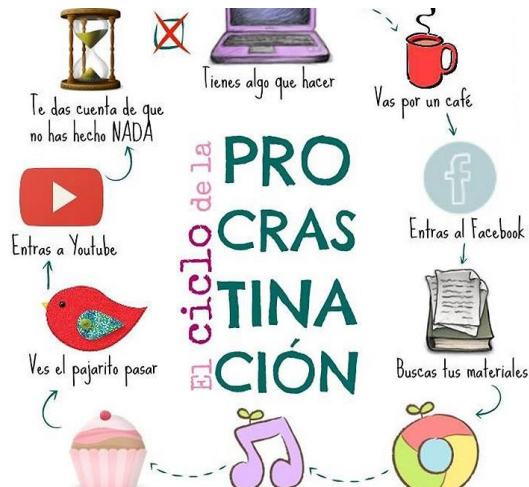 El ciclo de la
PRO
CRAS
TINA
CIÓN
Tienes algo que hacer
Vas por un café
Entras al Facebook
Buscas tus materiales
Ves el pajarito pasar
Entras a Youtube
Te das cuenta de que
no has hecho NADA